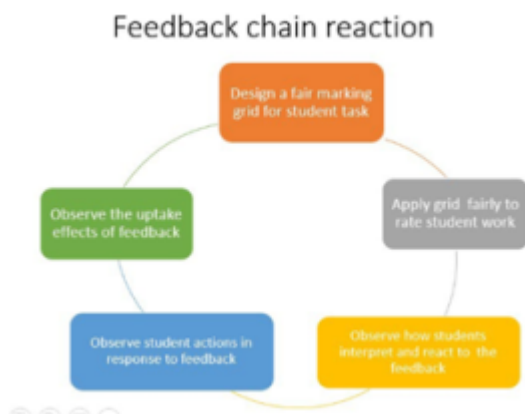 Feedback chain reaction
Design a fair marking
grid for student task
Apply grid fairly to
rate student work
Observe how students
interpret and react to the
feedback
Observe student actions in
response to feedback
Observe the uptake
effects of feedback